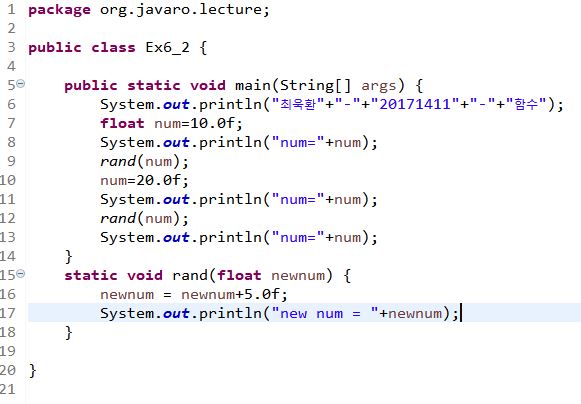 1 package org.javaro.lecture;
2
3 public class Ex6_2 {
4
5 public static void main(String[] args) {
6 System.out.println("최욱환"+"-"+"20171411"+"-"+"함수");
7 float num=10.0f;
8 System.out.println("num="+num);
9 rand(num);
10 num=20.0f;
11 System.out.println("num="+num);
12 rand(num);
13 System.out.println("num="+num);
14 }
15 static void rand(float newnum) {
16 newnum = newnum+5.0f;
17 System.out.println("new num = "+newnum);
18 }
19
20 }
21